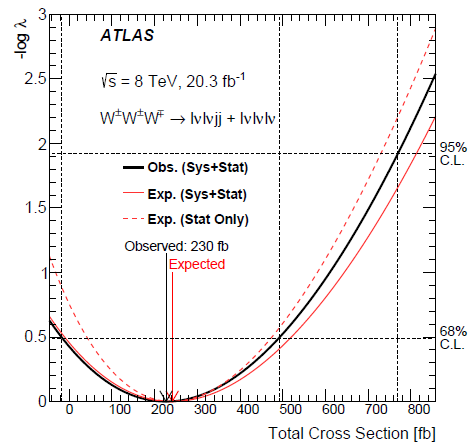 -log λ
3
2.5
2
1.5
1
0.5
0
ATLAS
√s = 8 TeV, 20.3 fb-1
W±W±W∓ → lνlνjj + lνlνlν
Obs. (Sys+Stat)
Exp. (Sys+Stat)
Exp. (Stat Only)
Observed: 230 fb
Expected
95%
C.L.
68%
C.L.
0 100 200 300 400 500 600 700 800
Total Cross Section [fb]